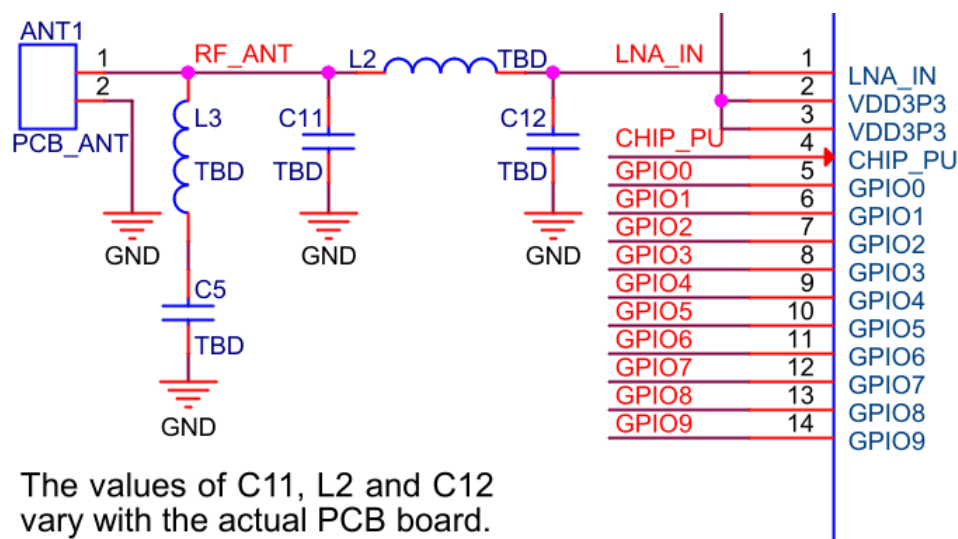 ANT1
1
2
PCB_ANT
RF_ANT
L3
TBD
C5
TBD
GND
GND
C11
TBD
GND
L2
TBD
C12
TBD
GND
LNA_IN
CHIP_PU
GPIO0
GPIO1
GPIO2
GPIO3
GPIO4
GPIO5
GPIO6
GPIO7
GPIO8
GPIO9
1
2
3
4
5
6
7
8
9
10
11
12
13
14
LNA_IN
VDD3P3
VDD3P3
CHIP_PU
GPIO0
GPIO1
GPIO2
GPIO3
GPIO4
GPIO5
GPIO6
GPIO7
GPIO8
GPIO9
The values of C11, L2 and C12
vary with the actual PCB board.